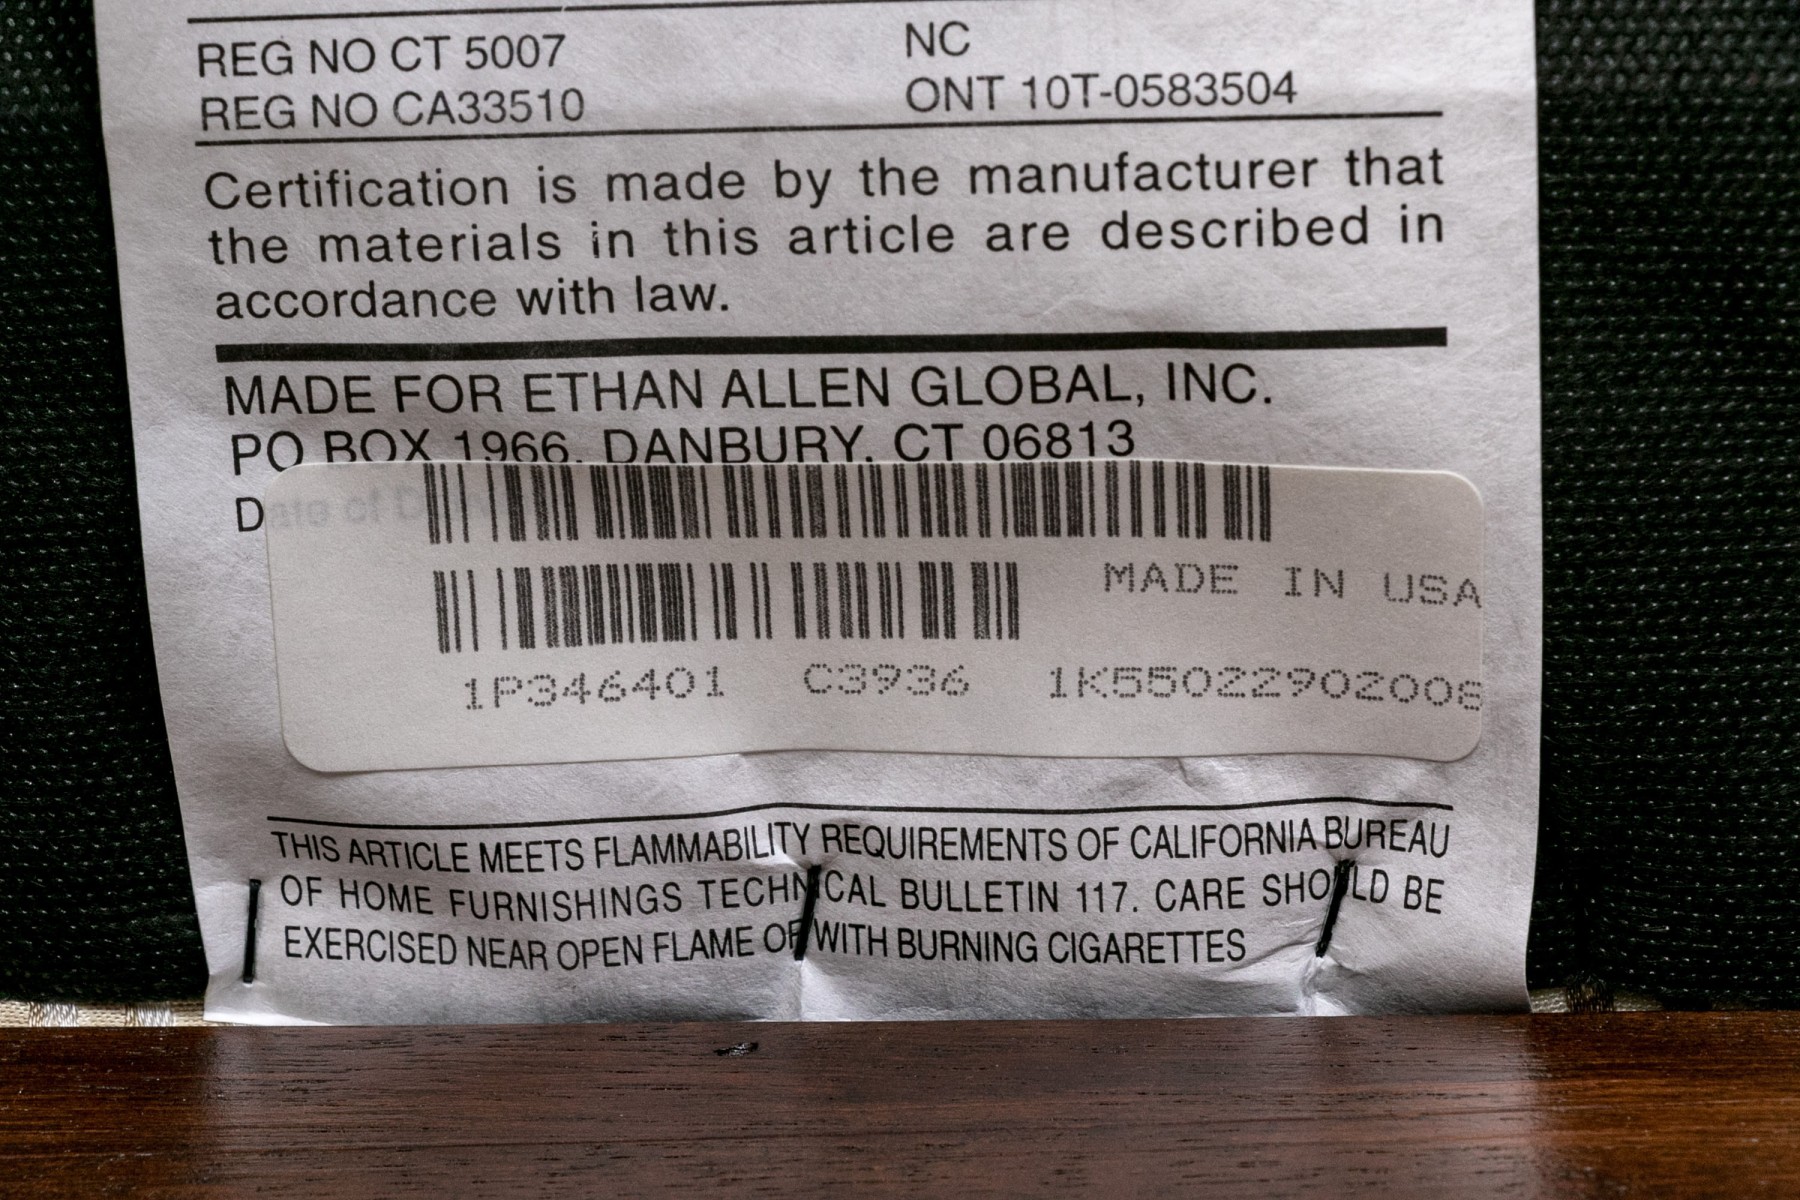 REG NO CT 5007 NC
REG NO CA33510 ONT 10T-0583504
Certification is made by the manufacturer that
the materials in this article are described in
accordance with law.
MADE FOR ETHAN ALLEN GLOBAL, INC.
PO BOX 1966, DANBURY, CT 06813
Date of D
MADE IN USA
1P346401 C3936 1K55022902008
THIS ARTICLE MEETS FLAMMABILITY REQUIREMENTS OF CALIFORNIA BUREAU
OF HOME FURNISHINGS TECHNICAL BULLETIN 117. CARE SHOULD BE
EXERCISED NEAR OPEN FLAME OR WITH BURNING CIGARETTES